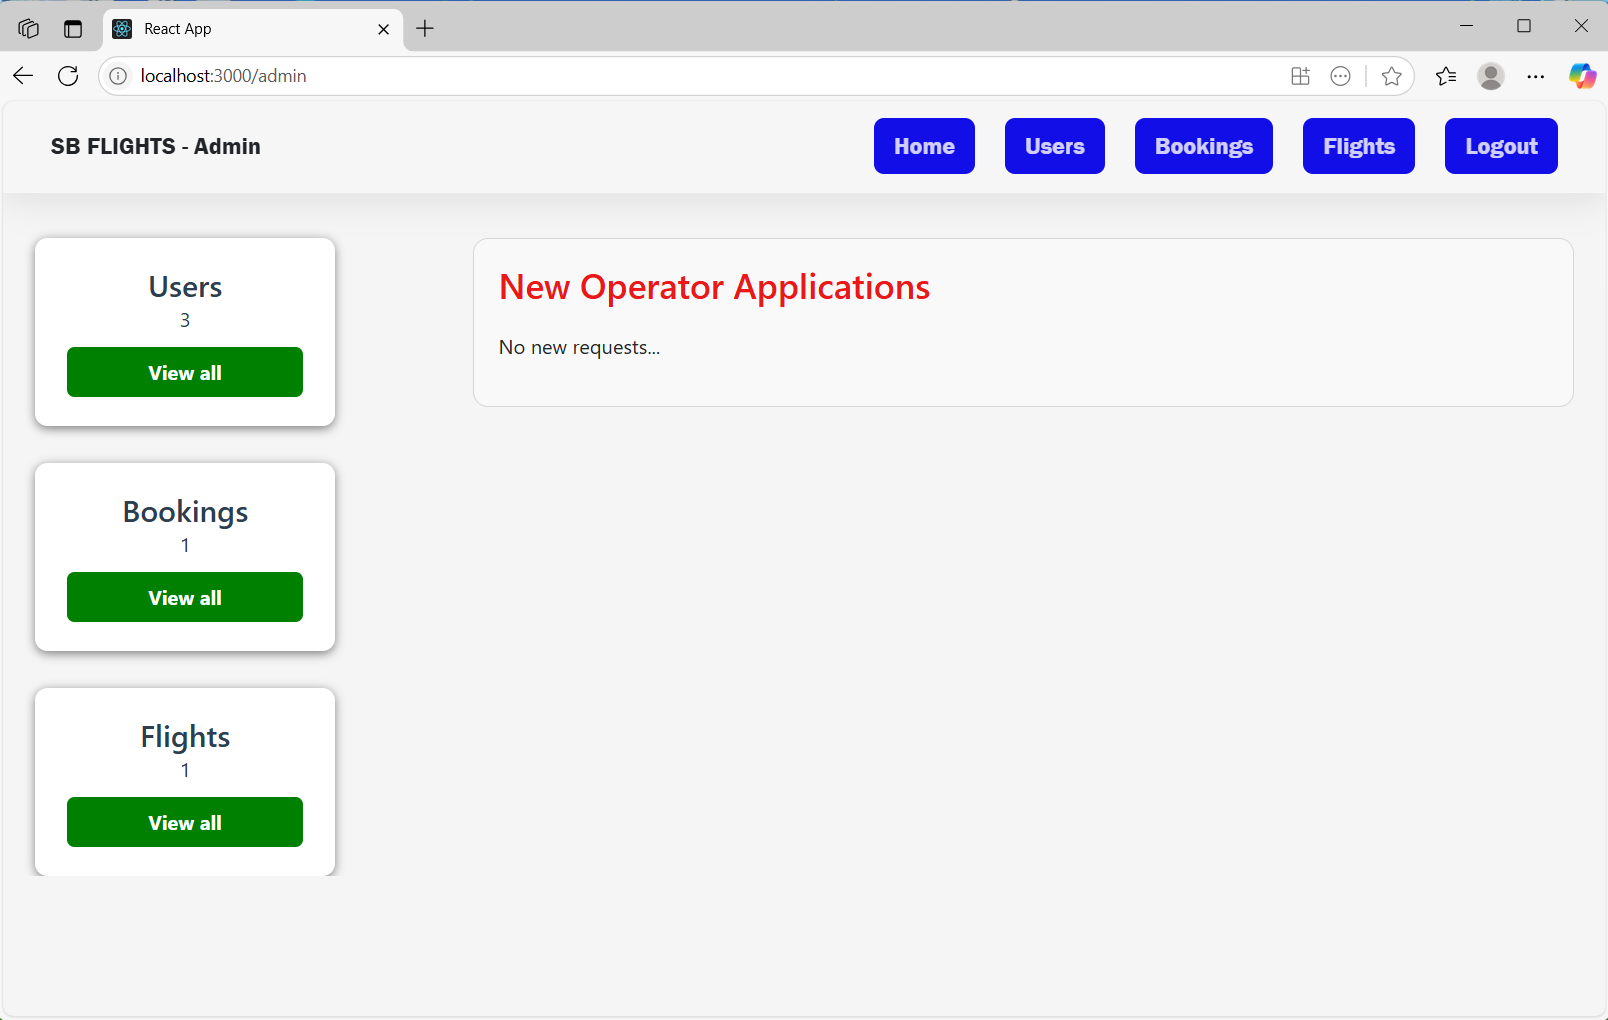 React App
localhost:3000/admin
SB FLIGHTS - Admin
Home
Users
Bookings
Flights
Logout
Users
3
View all
Bookings
1
View all
Flights
1
View all
New Operator Applications
No new requests...